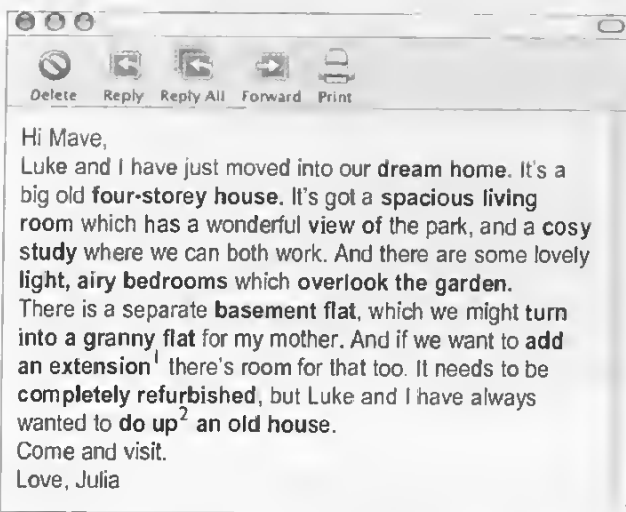 Delete Reply Reply All Forward Print
Hi Mave,
Luke and I have just moved into our dream home. It's a
big old four-storey house. It's got a spacious living
room which has a wonderful view of the park, and a cosy
study where we can both work. And there are some lovely
light, airy bedrooms which overlook the garden.
There is a separate basement flat, which we might turn
into a granny flat for my mother. And if we want to add
an extension¹ there's room for that too. It needs to be
completely refurbished, but Luke and I have always
wanted to do up² an old house.
Come and visit.
Love, Julia